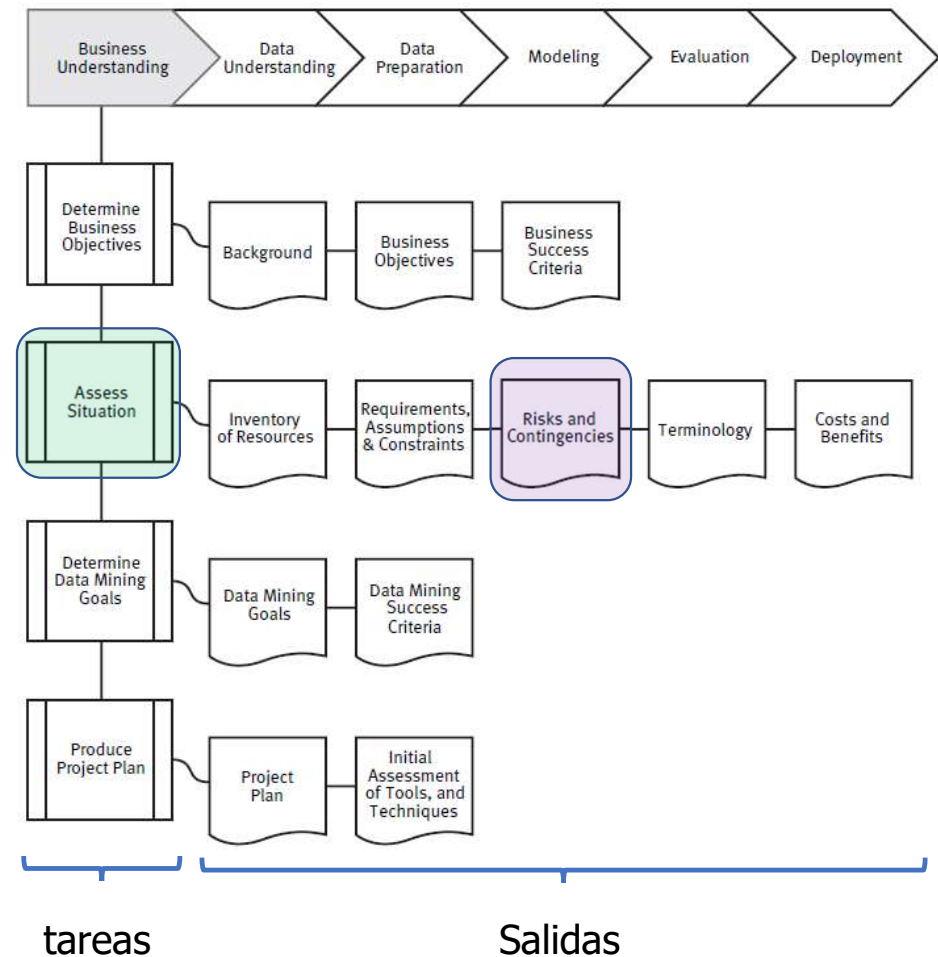 Business
Understanding
Data
Understanding
Data
Preparation
Modeling
Evaluation
Deployment
Determine
Business
Objectives
Background
Business
Objectives
Business
Success
Criteria
Assess
Situation
Inventory
of Resources
Requirements,
Assumptions
& Constraints
Risks and
Contingencies
Terminology
Costs and
Benefits
Determine
Data Mining
Goals
Data Mining
Goals
Data Mining
Success
Criteria
Produce
Project Plan
Project
Plan
Initial
Assessment
of Tools, and
Techniques
tareas
Salidas